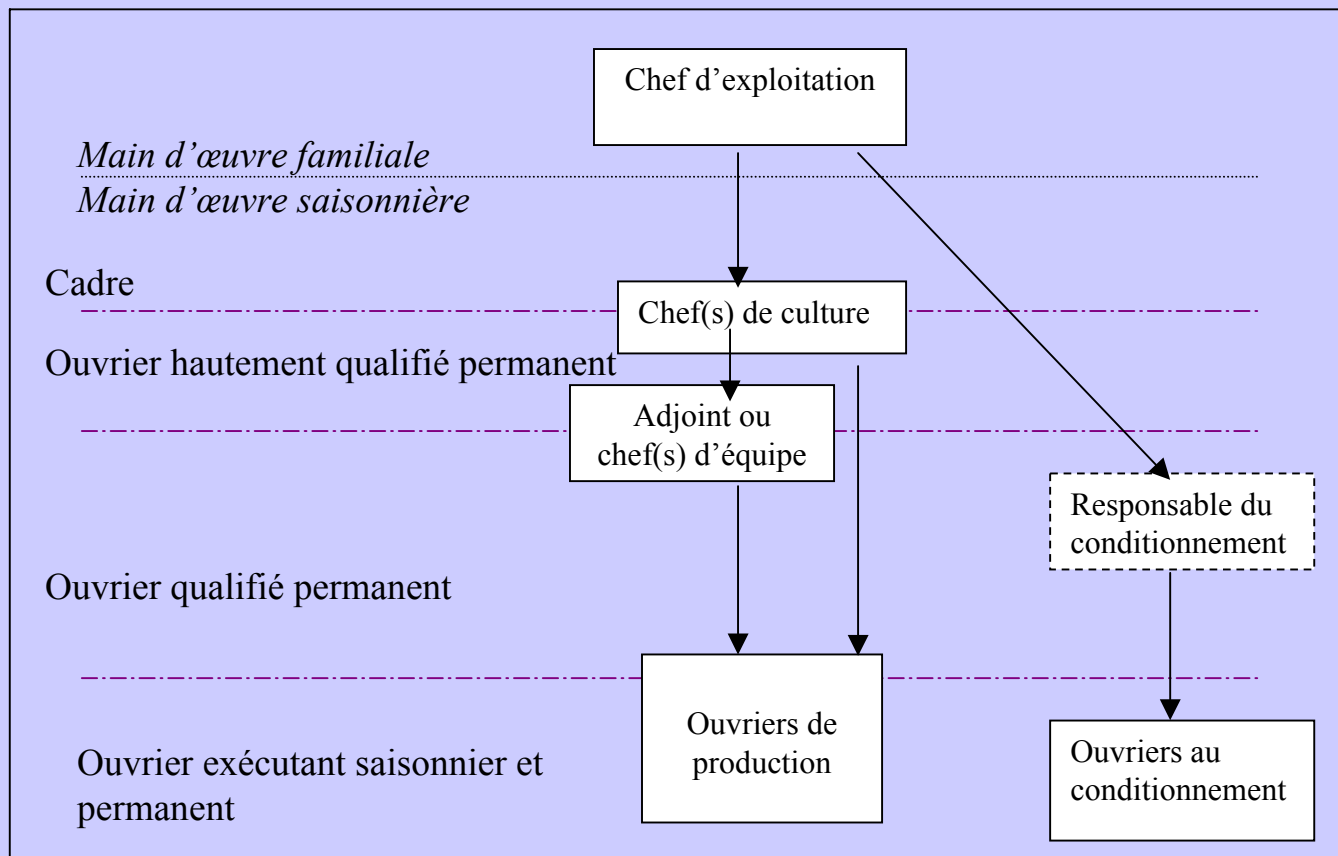 Chef d’exploitation
Main d’œuvre familiale
Main d’œuvre saisonnière
Cadre
Chef(s) de culture
Ouvrier hautement qualifié permanent
Adjoint ou
chef(s) d’équipe
Responsable du
conditionnement
Ouvrier qualifié permanent
Ouvriers de
production
Ouvriers au
conditionnement
Ouvrier exécutant saisonnier et
permanent